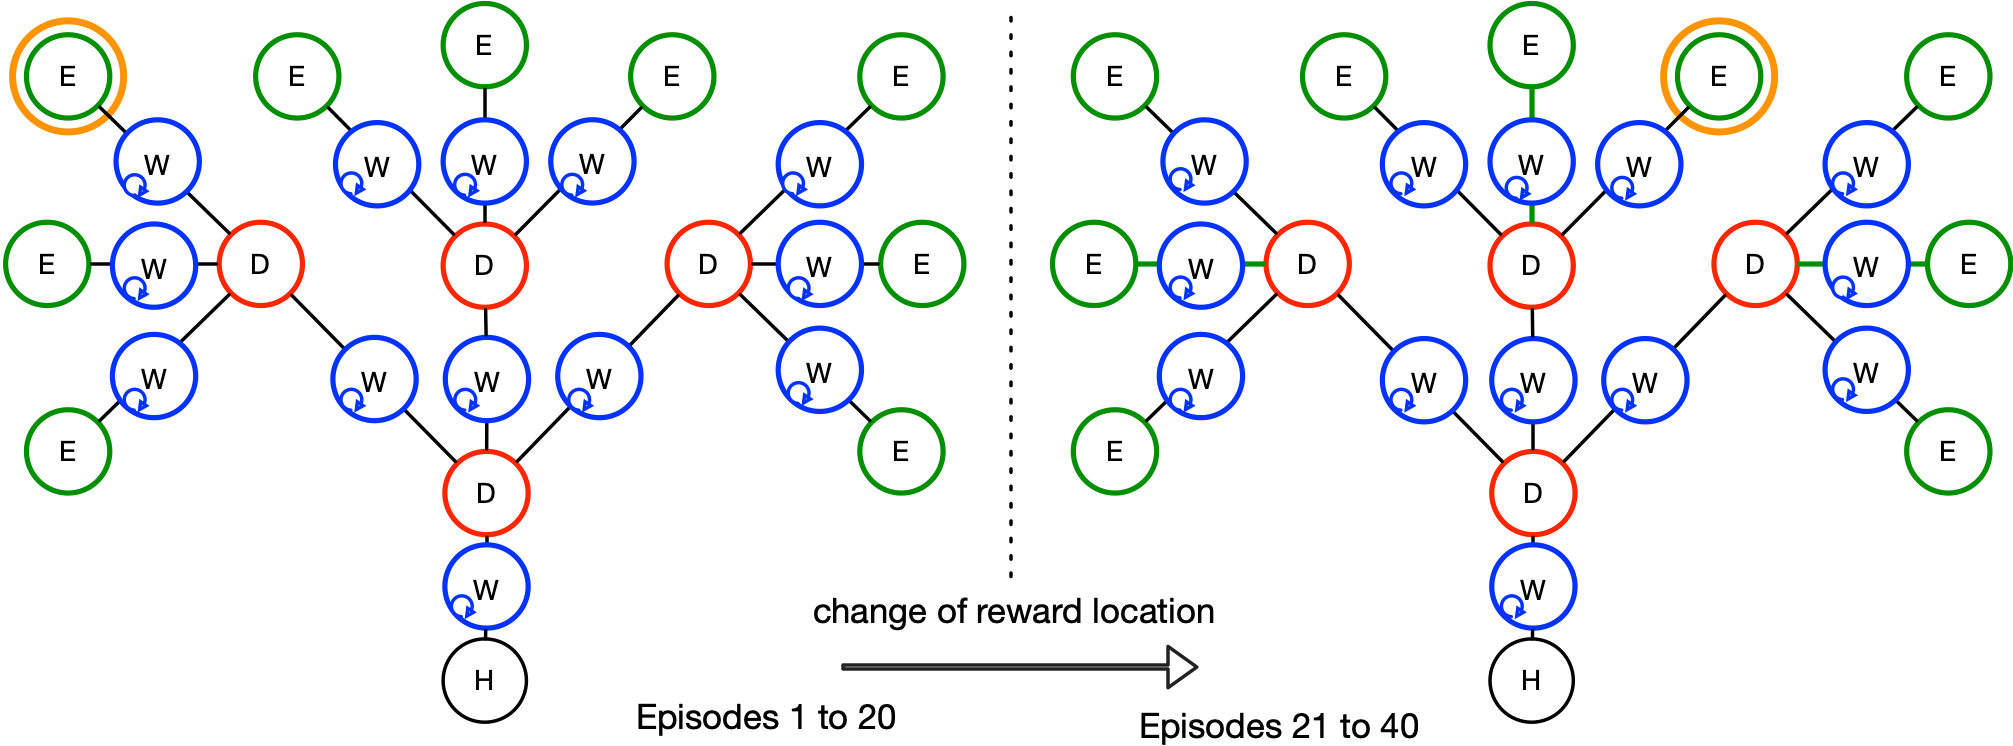 E E E E E E E E E E
W W W W W W W W W W
E W D D D W E E W D D D W E
W W W W W W W W W W
E D E E D E
W W
change of reward location
H H
Episodes 1 to 20 Episodes 21 to 40